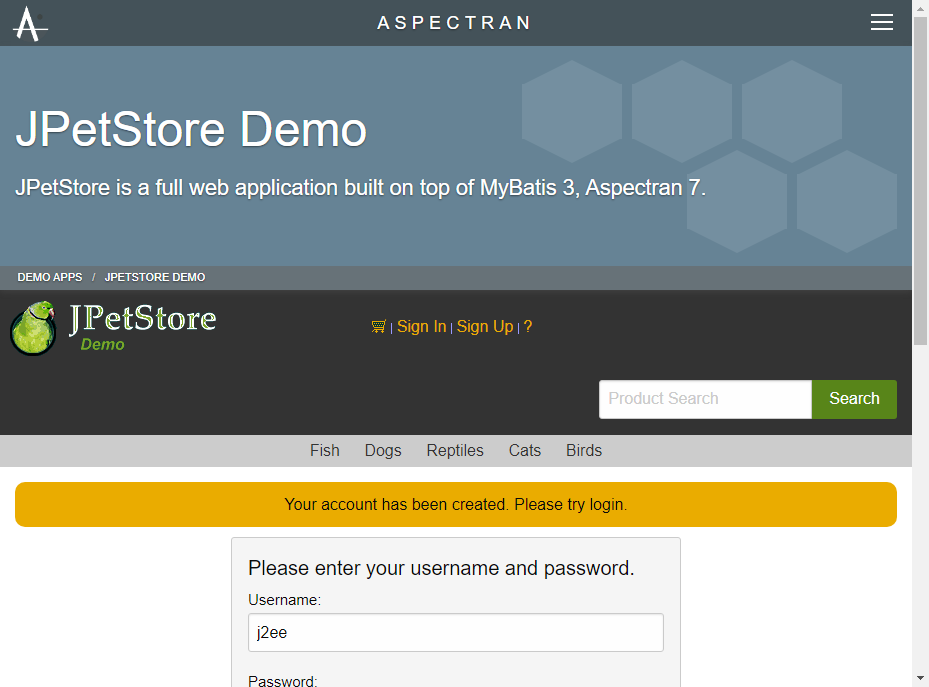 ASPECTRAN
JPetStore Demo
JPetStore is a full web application built on top of MyBatis 3, Aspectran 7.
DEMO APPS / JPETSTORE DEMO
JPetStore
Demo
| Sign In | Sign Up | ?
Product Search Search
Fish Dogs Reptiles Cats Birds
Your account has been created. Please try login.
Please enter your username and password.
Username:
j2ee
Password: